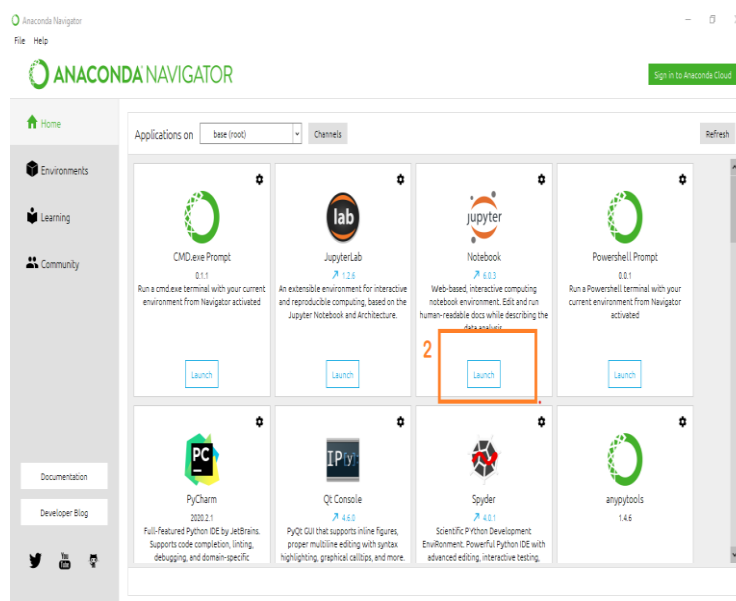 Anaconda Navigator
File Help
ANACONDA NAVIGATOR
Sign in to Anaconda Cloud
Home
Applications on base (root) Channels Refresh
Environments
Learning
Community
lab
jupyter
CMD.exe Prompt
0.1.1
Run a cmd.exe terminal with your current
environment from Navigator activated
Launch
JupyterLab
1.2.6
An extensible environment for interactive
and reproducible computing, based on the
Jupyter Notebook and Architecture.
Launch
Notebook
6.0.3
Web-based, interactive computing
notebook environment. Edit and run
human-readable docs while describing the
data analysis.
2
Launch
Powershell Prompt
0.0.1
Run a Powershell terminal with your
current environment from Navigator
activated
Launch
PC
PyCharm
2020.2.1
Full-featured Python IDE by JetBrains.
Supports code completion, linting,
debugging, and domain-specific
IP[y]:
Qt Console
4.6.0
PyQt GUI that supports inline figures,
proper multiline editing with syntax
highlighting, graphical calltips, and more.
Spyder
4.0.1
Scientific PYthon Development
EnviRonment. Powerful Python IDE with
advanced editing, interactive testing,
anypytools
1.4.6
Documentation
Developer Blog
You
Tube